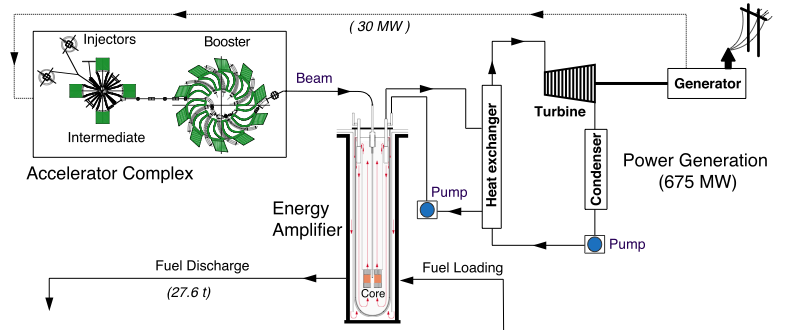 ( 30 MW )
Injectors
Booster
Intermediate
Accelerator Complex
Beam
Energy
Amplifier
Core
Fuel Discharge
(27.6 t)
Fuel Loading
Pump
Heat exchanger
Turbine
Generator
Condenser
Pump
Power Generation
(675 MW)